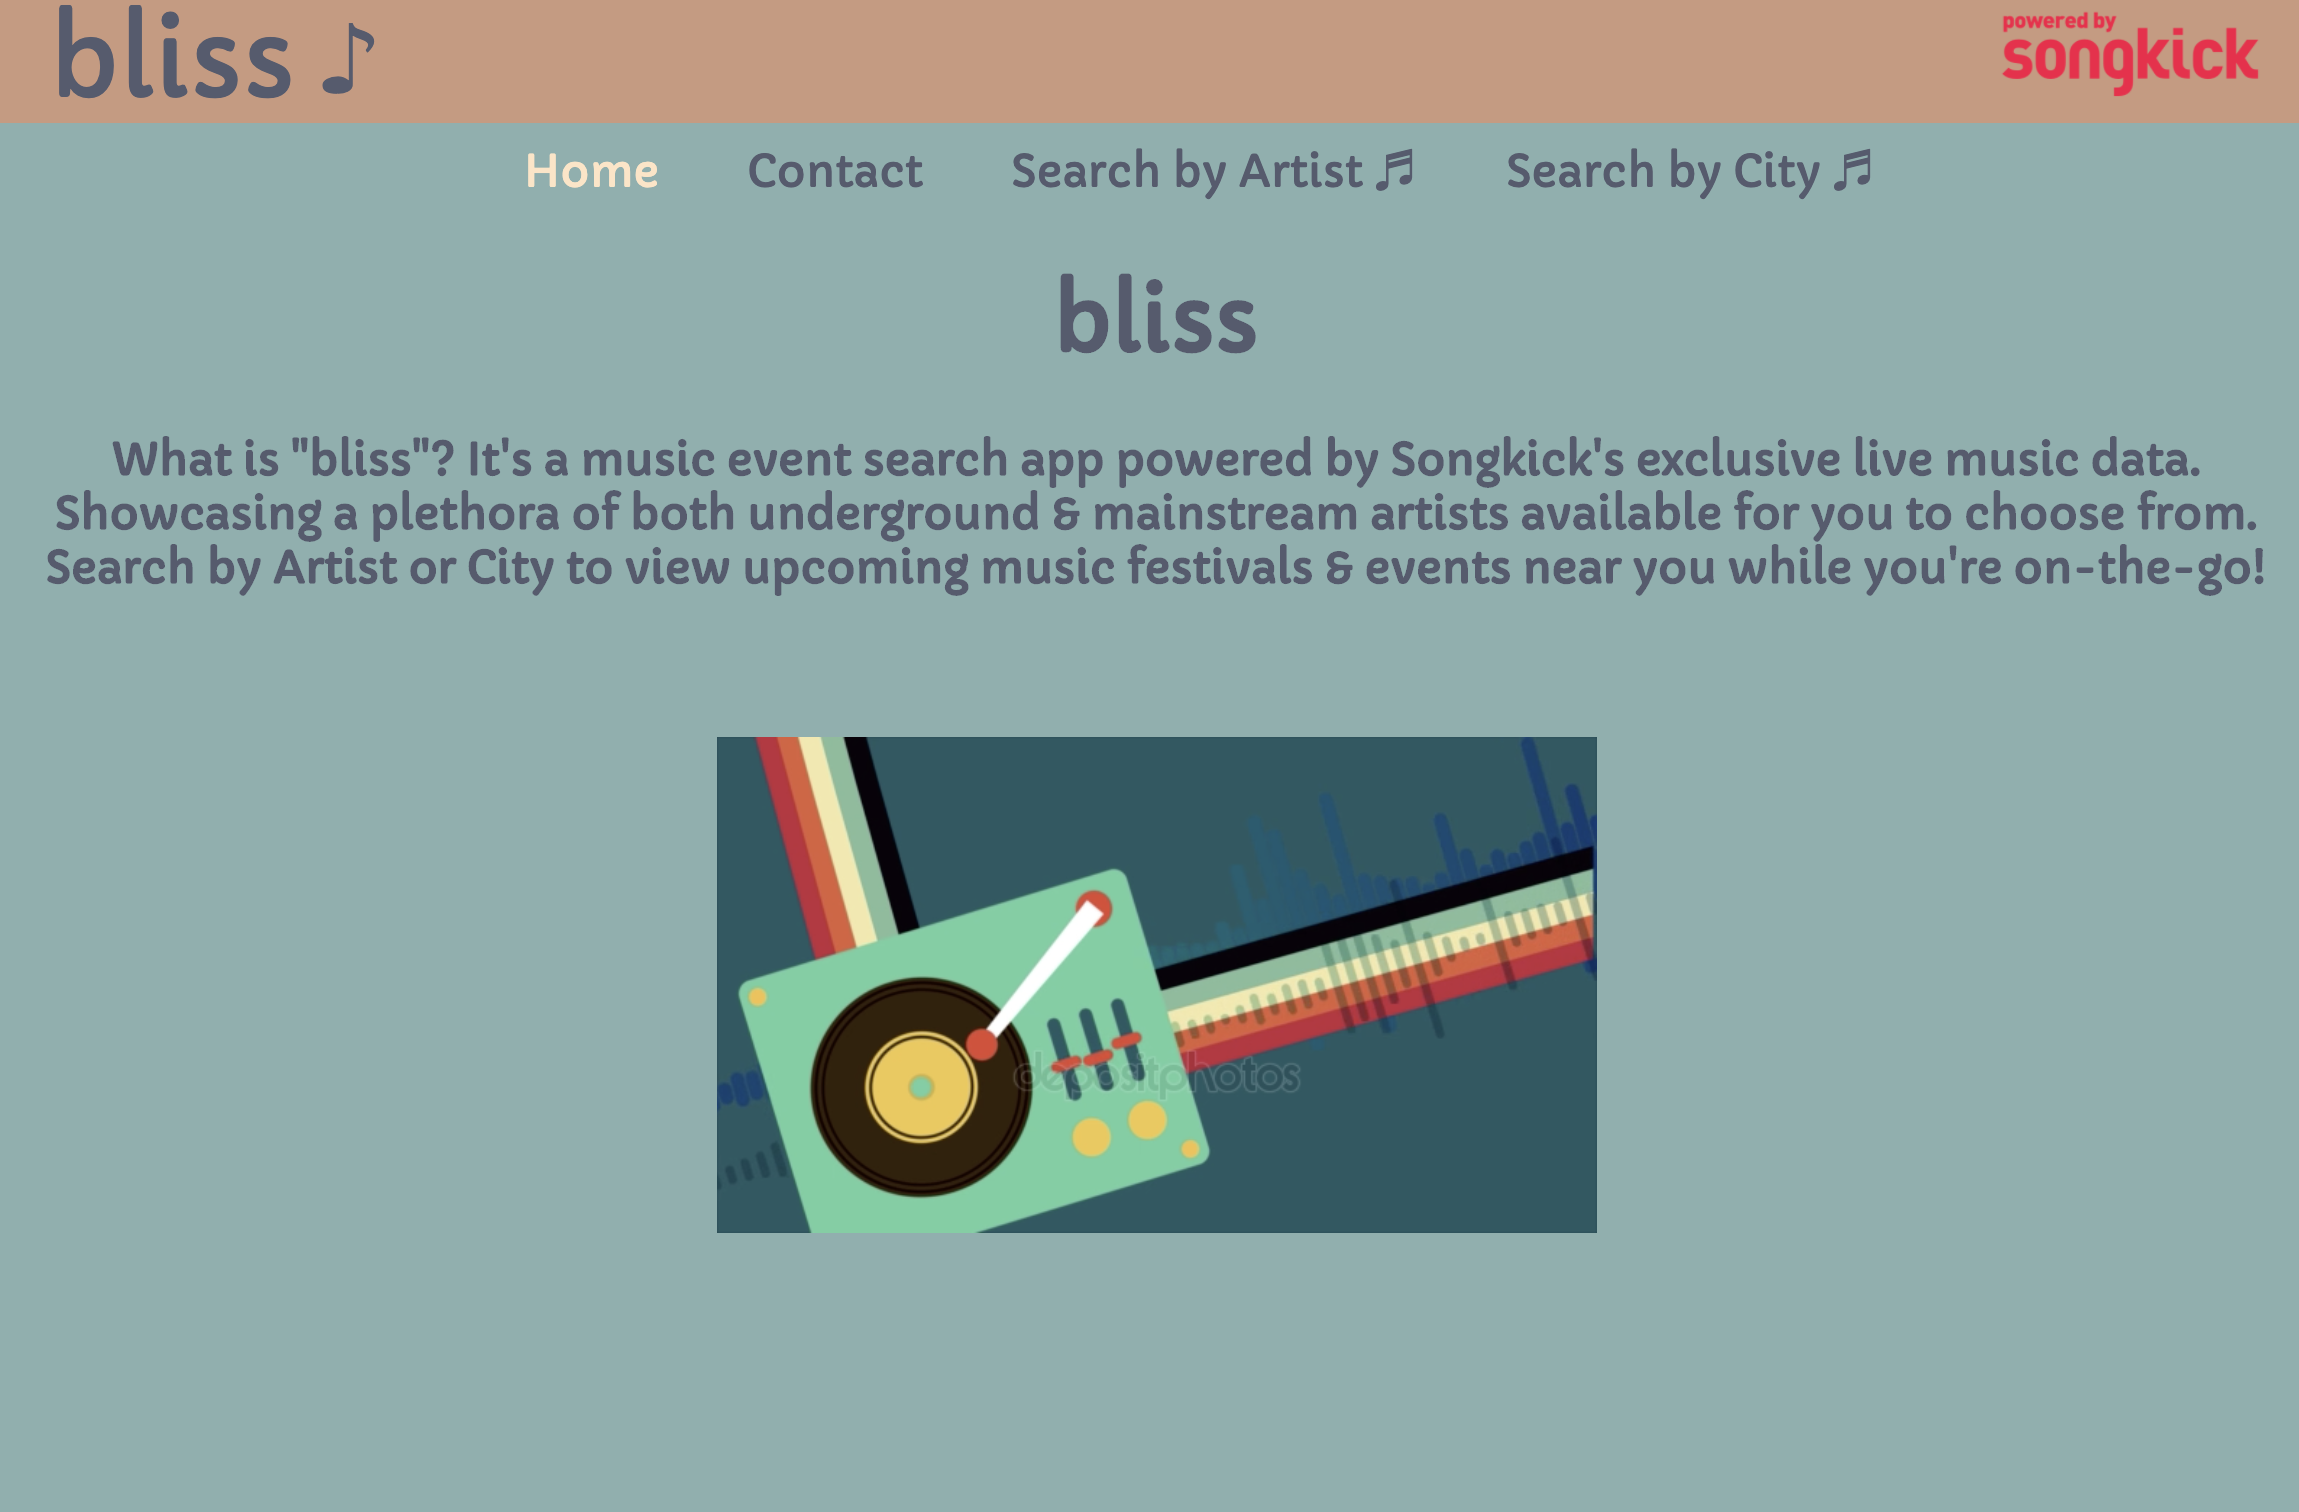 bliss ♪
powered by
songkick
Home Contact Search by Artist ♬ Search by City ♬
bliss
What is "bliss"? It's a music event search app powered by Songkick's exclusive live music data.
Showcasing a plethora of both underground & mainstream artists available for you to choose from.
Search by Artist or City to view upcoming music festivals & events near you while you're on-the-go!
depositphotos